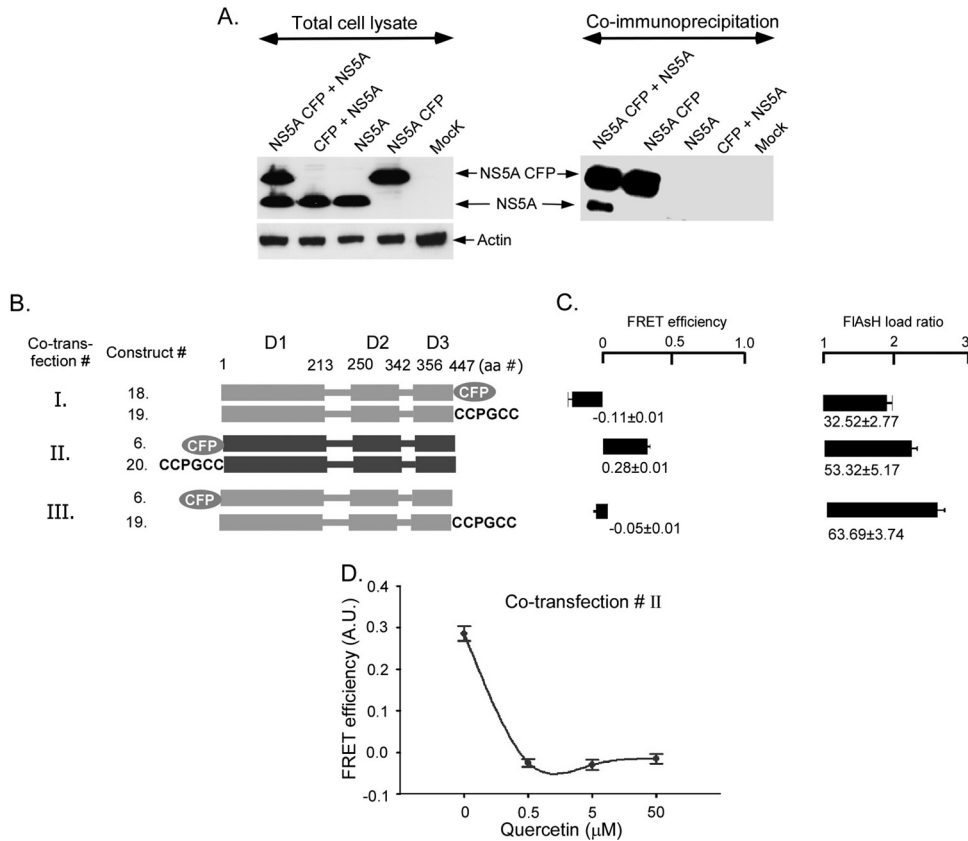 A.
Total cell lysate
Co-immunoprecipitation
NS5A CFP + NS5A
CFP + NS5A
NS5A
NS5A CFP
MocK
NS5A CFP + NS5A
NS5A CFP
NS5A
CFP + NS5A
Mock
NS5A CFP
NS5A
Actin
B.
Co-trans-
fection #
Construct #
D1 D2 D3
1 213 250 342 356 447 (aa #)
I.
18. CFP
19. CCPGCC
II.
6. CFP
20. CCPGCC
III.
6. CFP
19. CCPGCC
C.
FRET efficiency
0 0.5 1.0
-0.11±0.01
0.28±0.01
-0.05±0.01
FlAsH load ratio
1 2 3
32.52±2.77
53.32±5.17
63.69±3.74
D.
Co-transfection # II
FRET efficiency (A.U.)
0.4
0.3
0.2
0.1
0.0
-0.1
0 0.5 5 50
Quercetin (μM)